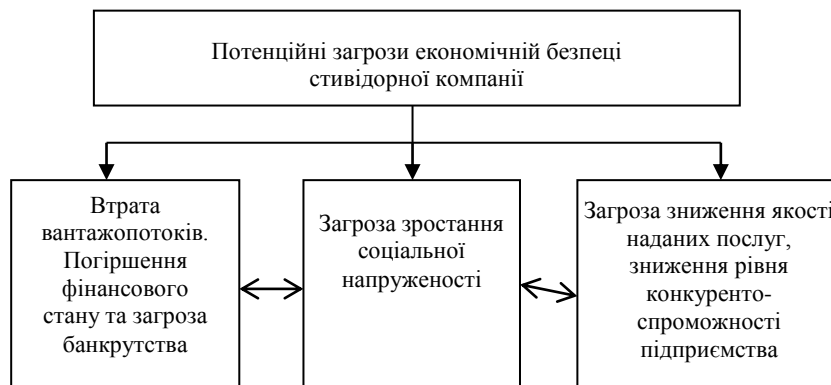 Потенційні загрози економічній безпеці
стивідорної компанії
Втрата
вантажопотоків.
Погіршення
фінансового
стану та загроза
банкрутства
Загроза зростання
соціальної
напруженості
Загроза зниження якості
наданих послуг,
зниження рівня
конкуренто-
спроможності
підприємства